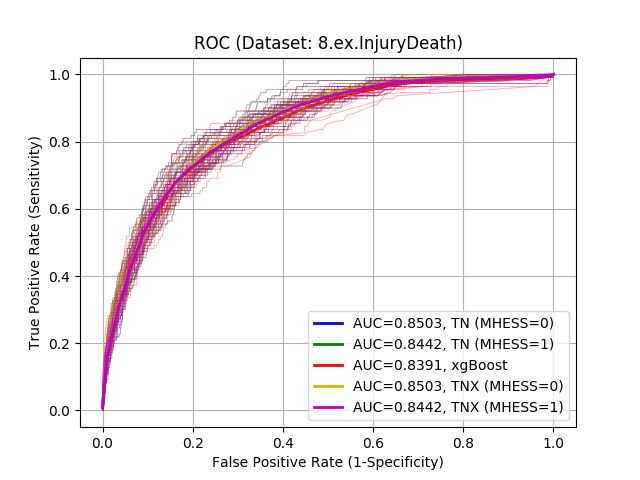 ROC (Dataset: 8.ex.InjuryDeath)
True Positive Rate (Sensitivity)
1.0
0.8
0.6
0.4
0.2
0.0
AUC=0.8503, TN (MHESS=0)
AUC=0.8442, TN (MHESS=1)
AUC=0.8391, xgBoost
AUC=0.8503, TNX (MHESS=0)
AUC=0.8442, TNX (MHESS=1)
0.0 0.2 0.4 0.6 0.8 1.0
False Positive Rate (1-Specificity)